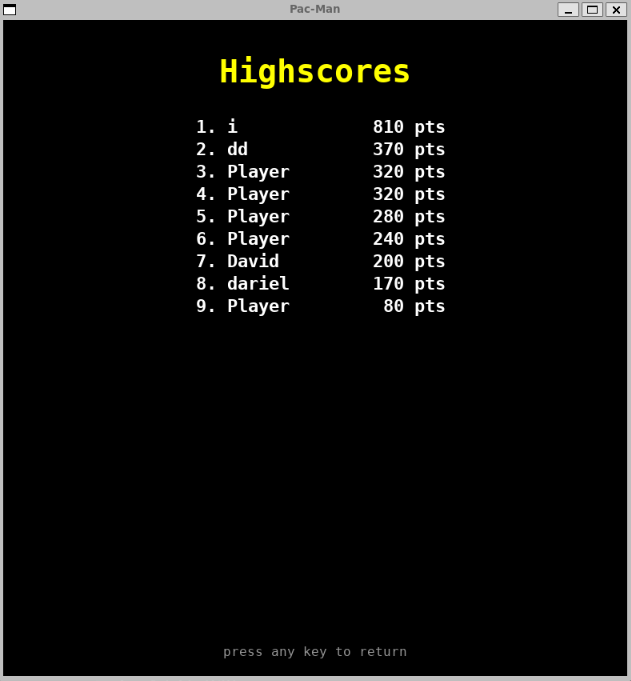 Pac-Man
Highscores
1. i 810 pts
2. dd 370 pts
3. Player 320 pts
4. Player 320 pts
5. Player 280 pts
6. Player 240 pts
7. David 200 pts
8. dariel 170 pts
9. Player 80 pts
press any key to return